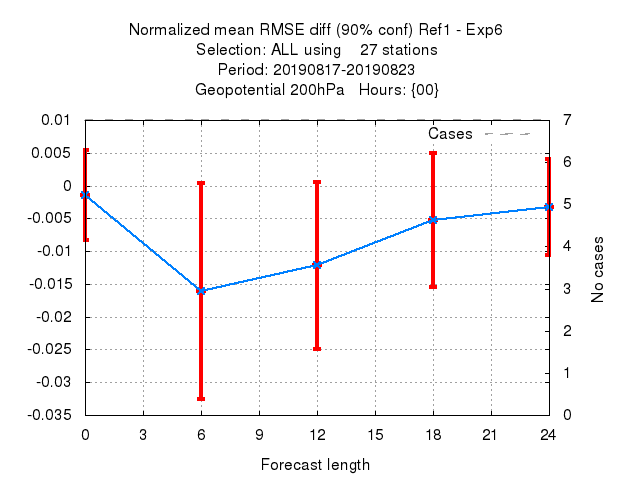 Normalized mean RMSE diff (90% conf) Ref1 - Exp6
Selection: ALL using    27 stations
Period: 20190817-20190823
Geopotential 200hPa   Hours: {00}
Cases
0.01
0.005
0
-0.005
-0.01
-0.015
-0.02
-0.025
-0.03
-0.035
7
6
5
4
3
2
1
0
No cases
0 3 6 9 12 15 18 21 24
Forecast length